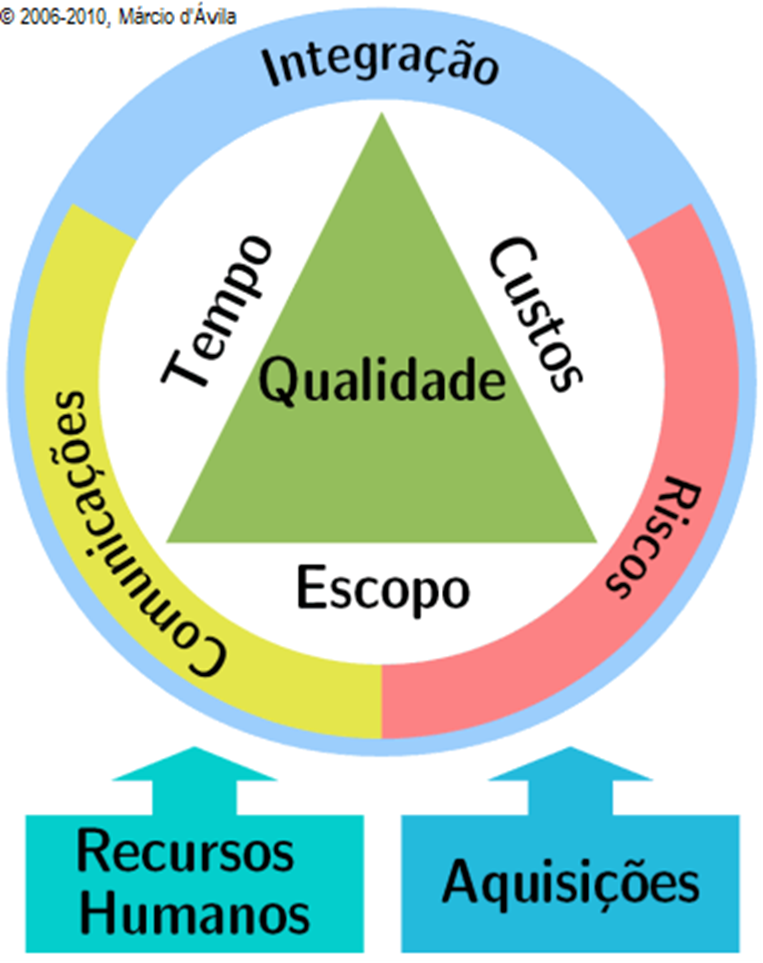 © 2006-2010, Márcio d'Ávila
Integração
Tempo
Custos
Qualidade
Comunicações
Riscos
Escopo
Recursos
Humanos
Aquisições